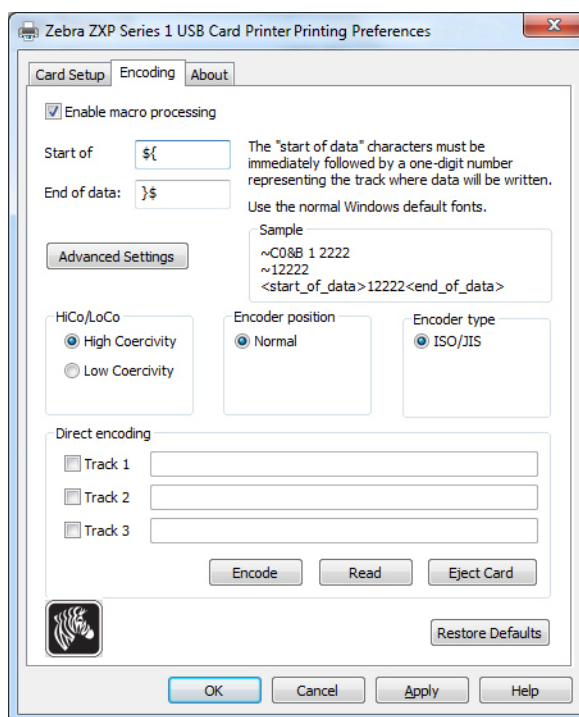 Zebra ZXP Series 1 USB Card Printer Printing Preferences
Card Setup Encoding About
Enable macro processing
Start of ${
End of data: }$
The "start of data" characters must be
immediately followed by a one-digit number
representing the track where data will be written.
Use the normal Windows default fonts.
Advanced Settings
Sample
~C0&B 1 2222
~12222
<start_of_data>12222<end_of_data>
HiCo/LoCo
High Coercivity
Low Coercivity
Encoder position
Normal
Encoder type
ISO/JIS
Direct encoding
Track 1
Track 2
Track 3
Encode Read Eject Card
Restore Defaults
OK Cancel Apply Help